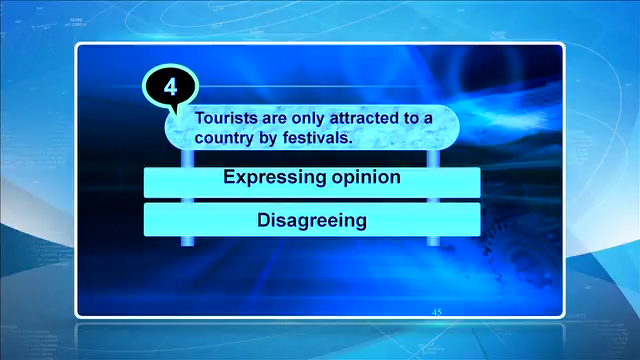 4
Tourists are only attracted to a
country by festivals.
Expressing opinion
Disagreeing
45